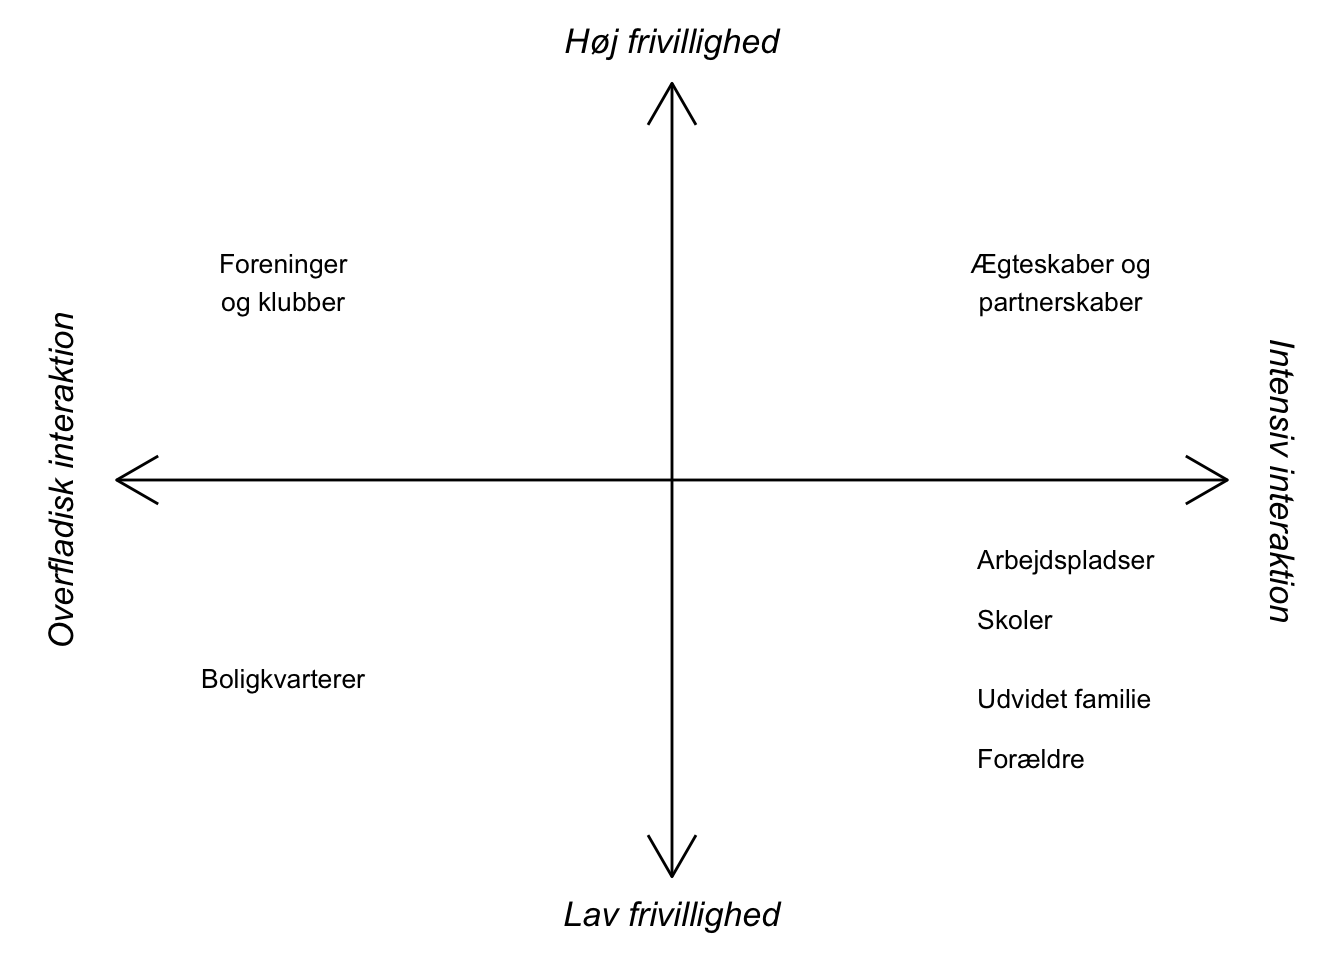 Høj frivillighed
Foreninger
og klubber
Ægteskaber og
partnerskaber
Overfladisk interaktion
Intensiv interaktion
Arbejdspladser
Skoler
Boligkvarterer
Udvidet familie
Forældre
Lav frivillighed